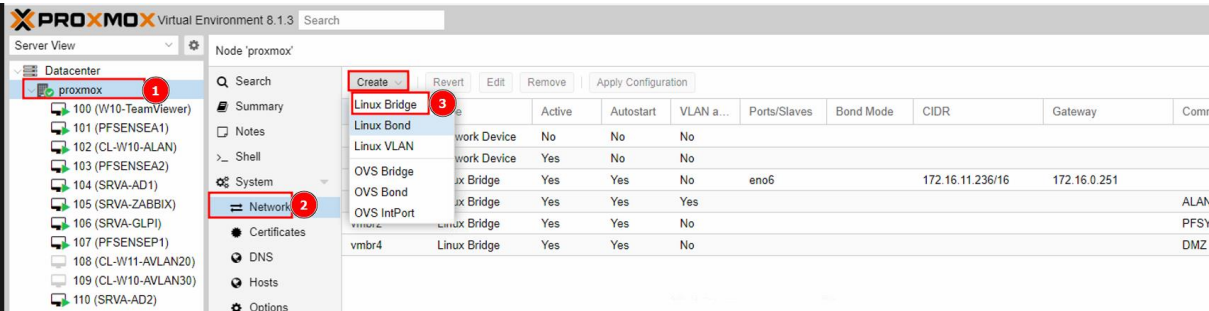 PROXMOX Virtual Environment 8.1.3 Search
Server View
Node 'proxmox'
Datacenter
proxmox 1
100 (W10-TeamViewer)
101 (PFSENSEA1)
102 (CL-W10-ALAN)
103 (PFSENSEA2)
104 (SRVA-AD1)
105 (SRVA-ZABBIX)
106 (SRVA-GLPI)
107 (PFSENSEP1)
108 (CL-W11-AVLAN20)
109 (CL-W10-AVLAN30)
110 (SRVA-AD2)
Search
Summary
Notes
Shell
System
Network 2
Certificates
DNS
Hosts
Options
Create Revert Edit Remove Apply Configuration
Linux Bridge 3
Linux Bond
Linux VLAN
OVS Bridge
OVS Bond
OVS IntPort
Active Autostart VLAN a... Ports/Slaves Bond Mode CIDR Gateway Comm
work Device No No No
work Device Yes No No
ux Bridge Yes Yes No eno6 172.16.11.236/16 172.16.0.251
ux Bridge Yes Yes Yes ALAN
vmbr2 Linux Bridge Yes Yes No PFSY
vmbr4 Linux Bridge Yes Yes No DMZ